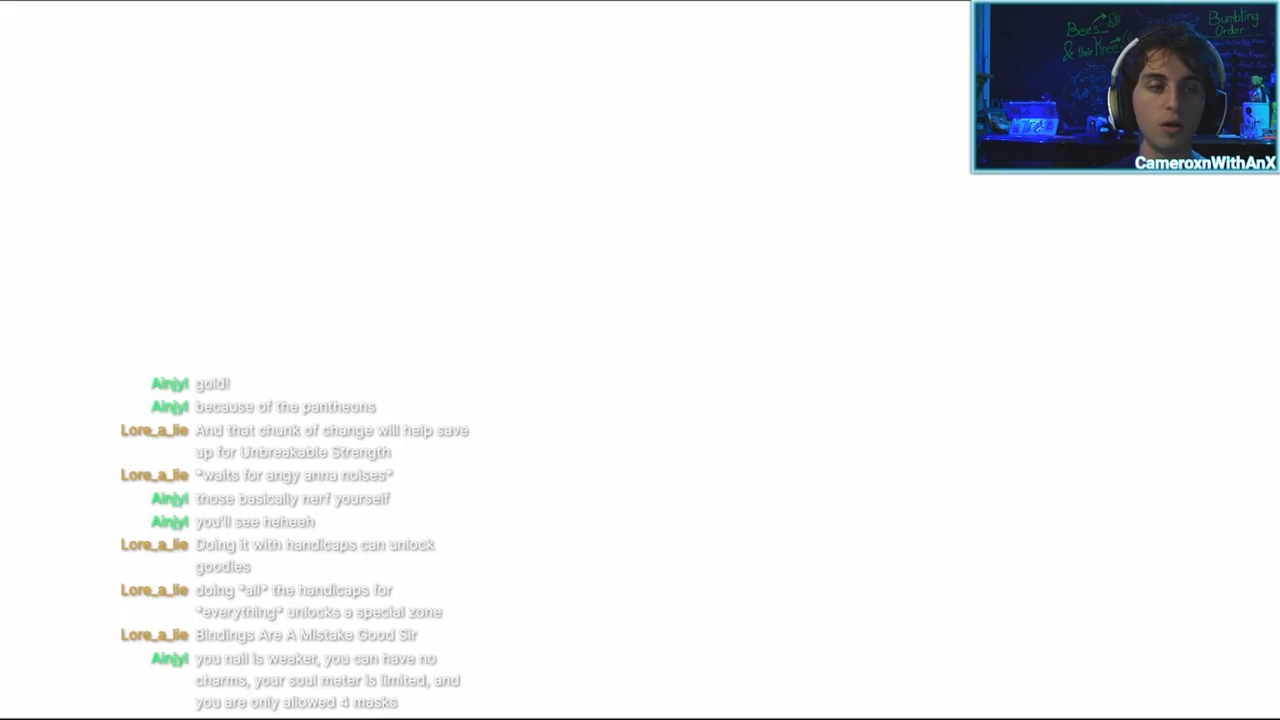 Bees
& their Knees
Bumbling
Order
CameroxnWithAnX
Ainjyl gold!
Ainjyl because of the pantheons
Lore_a_lie And that chunk of change will help save
up for Unbreakable Strength
Lore_a_lie *waits for angy anna noises*
Ainjyl those basically nerf yourself
Ainjyl you'll see heheeh
Lore_a_lie Doing it with handicaps can unlock
goodies
Lore_a_lie doing *all* the handicaps for
*everything* unlocks a special zone
Lore_a_lie Bindings Are A Mistake Good Sir
Ainjyl you nail is weaker, you can have no
charms, your soul meter is limited, and
you are only allowed 4 masks